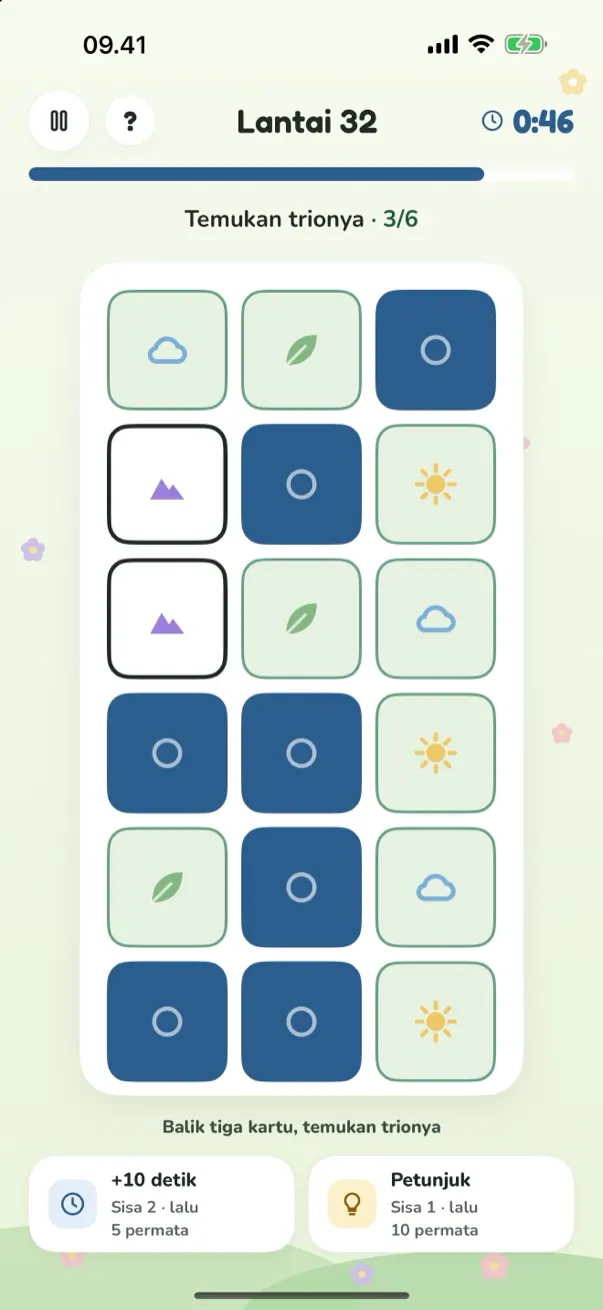 09.41
?
Lantai 32
0:46
Temukan trionya · 3/6
Balik tiga kartu, temukan trionya
+10 detik
Sisa 2 · lalu
5 permata
Petunjuk
Sisa 1 · lalu
10 permata